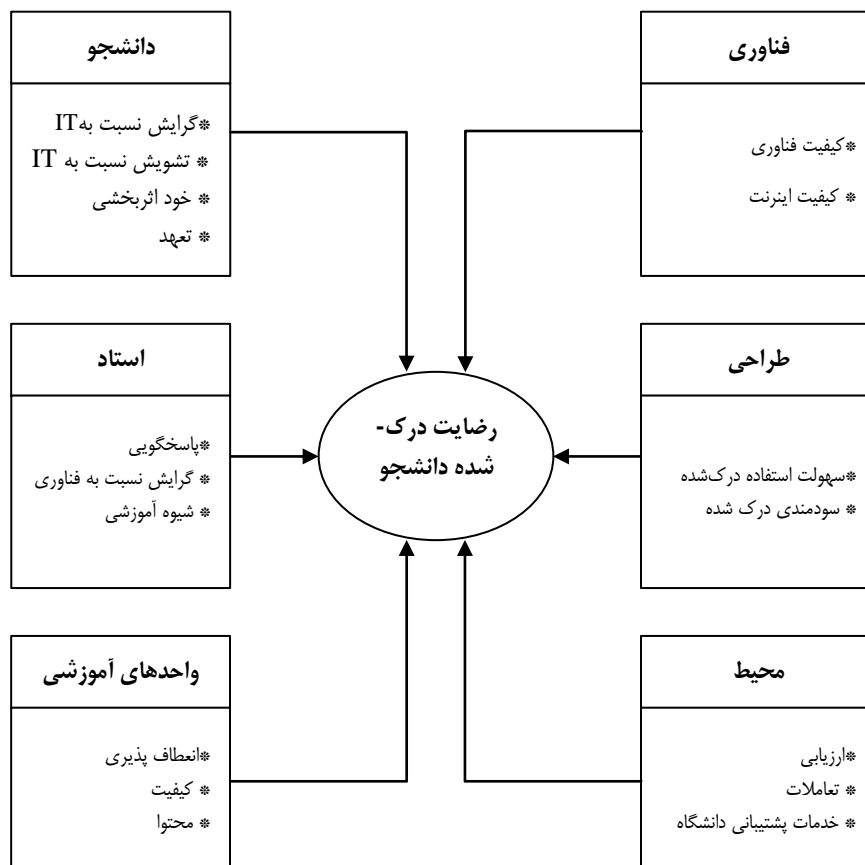 فناوری
*کیفیت فناوری
* کیفیت اینرنت
دانشجو
*گرایش نسبت بهIT
* تشویش نسبت به IT
* خود اثربخشی
* تعهد
طراحی
*سهولت استفاده درک‌شده
* سودمندی درک شده
رضایت درک-
شده دانشجو
استاد
*پاسخگویی
* گرایش نسبت به فناوری
* شیوه آموزشی
محیط
*ارزیابی
* تعاملات
* خدمات پشتیبانی دانشگاه
واحدهای آموزشی
*انعطاف پذیری
* کیفیت
* محتوا